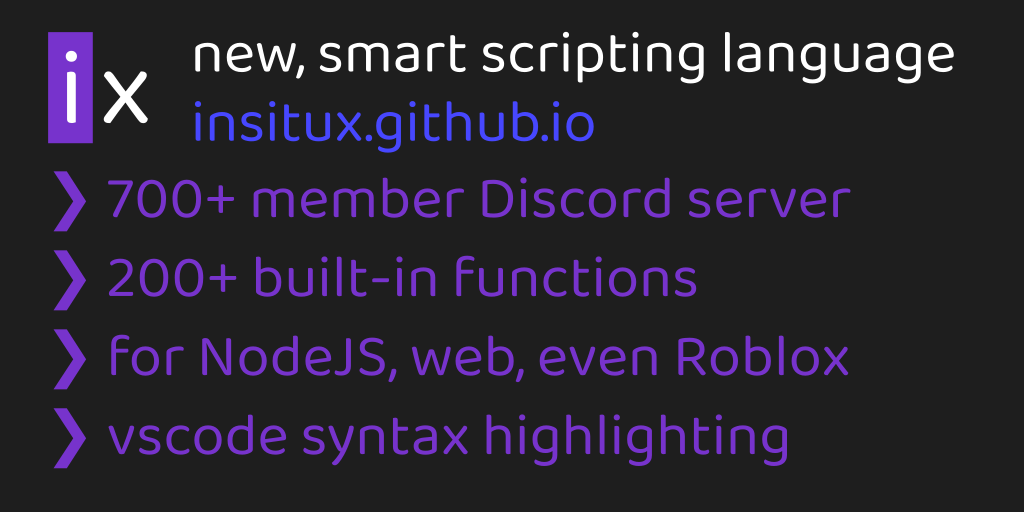 ix
new, smart scripting language
insitux.github.io
❯ 700+ member Discord server
❯ 200+ built-in functions
❯ for NodeJS, web, even Roblox
❯ vscode syntax highlighting